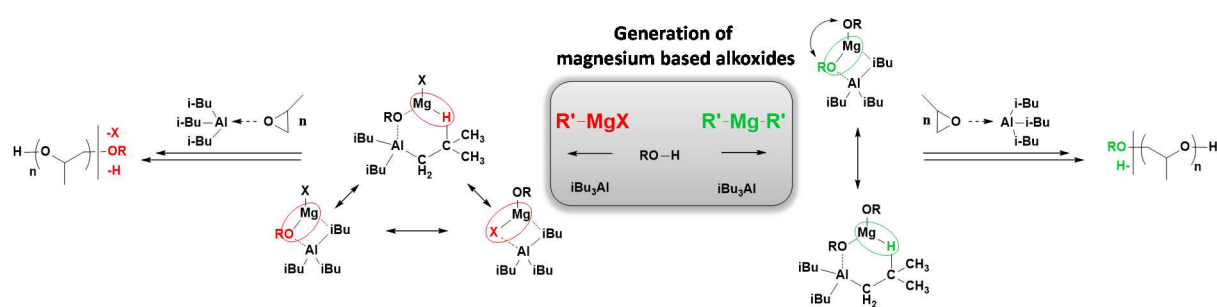 Generation of
magnesium based alkoxides
R'-MgX
R'-Mg-R'
RO-H
iBu3Al
iBu3Al
i-Bu
i-Bu
Al
i-Bu
O
n
H
O
n
-X
OR
-H
X
Mg
RO
H
Al
iBu
iBu
C
CH3
CH3
C
H2
X
Mg
RO
iBu
Al
iBu
iBu
OR
Mg
X
iBu
Al
iBu
iBu
OR
Mg
RO
iBu
Al
iBu
iBu
OR
Mg
RO
H
Al
iBu
iBu
C
CH3
CH3
C
H2
n
O
i-Bu
Al
i-Bu
i-Bu
RO
H-
O
H
n